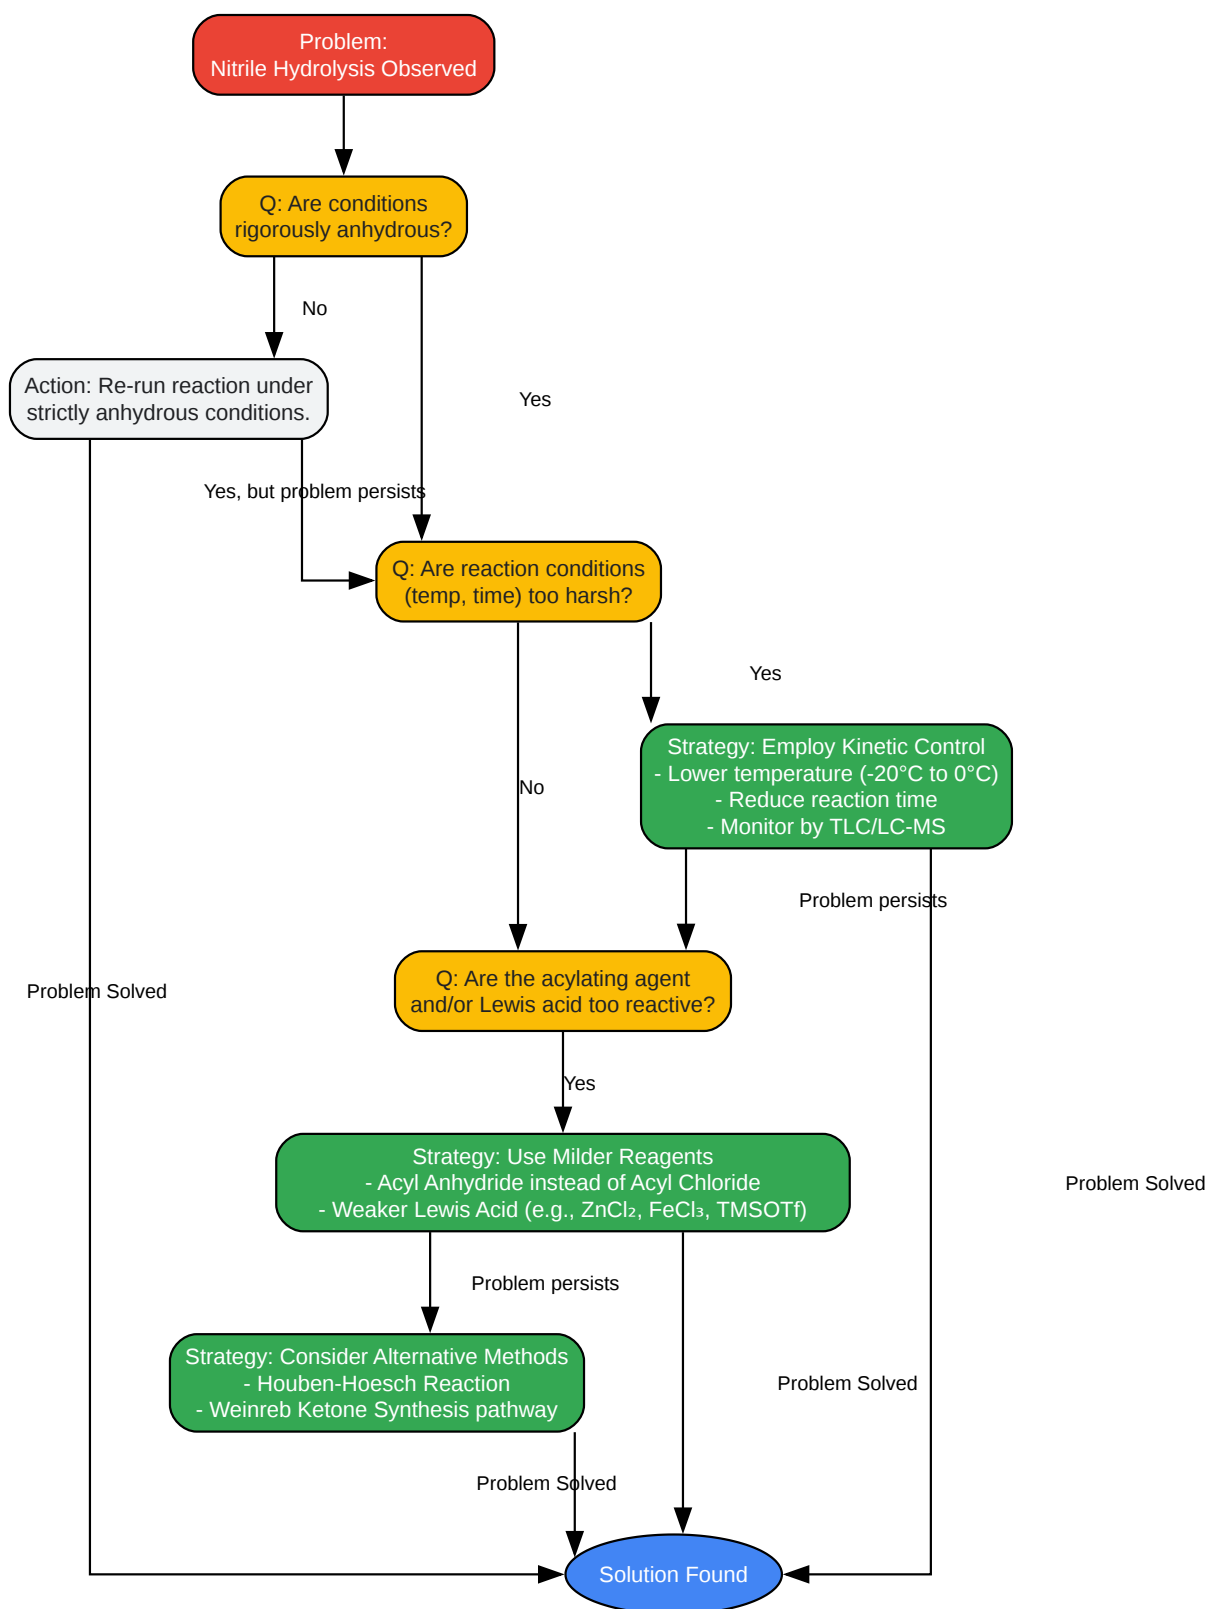 Problem:
Nitrile Hydrolysis Observed
Q: Are conditions
rigorously anhydrous?
No
Action: Re-run reaction under
strictly anhydrous conditions.
Yes
Yes, but problem persists
Q: Are reaction conditions
(temp, time) too harsh?
Yes
Strategy: Employ Kinetic Control
- Lower temperature (-20°C to 0°C)
- Reduce reaction time
- Monitor by TLC/LC-MS
No
Problem persists
Q: Are the acylating agent
and/or Lewis acid too reactive?
Problem Solved
Yes
Strategy: Use Milder Reagents
- Acyl Anhydride instead of Acyl Chloride
- Weaker Lewis Acid (e.g., ZnCl₂, FeCl₃, TMSOTf)
Problem Solved
Problem persists
Strategy: Consider Alternative Methods
- Houben-Hoesch Reaction
- Weinreb Ketone Synthesis pathway
Problem Solved
Problem Solved
Solution Found